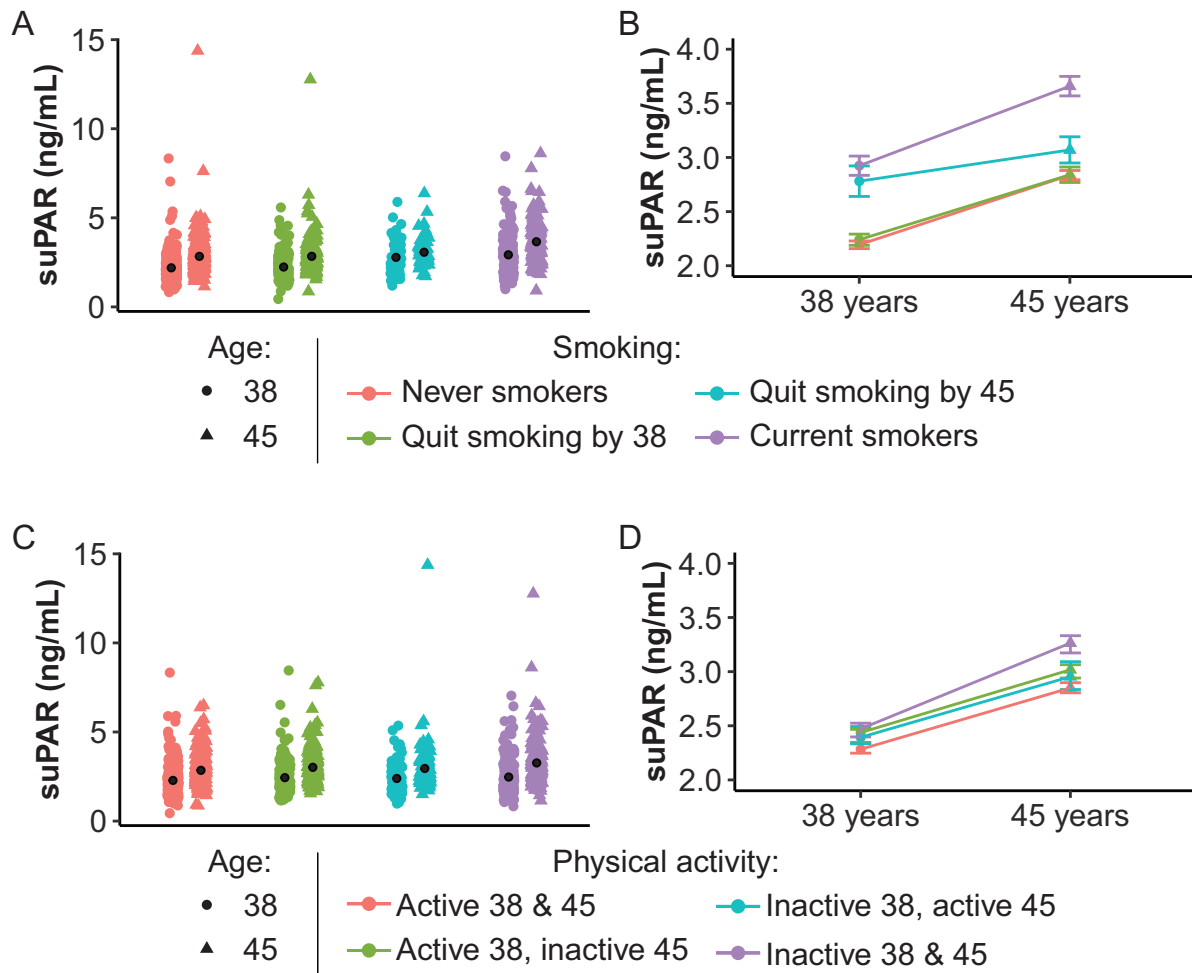 A
suPAR (ng/mL)
15
10
5
0
B
suPAR (ng/mL)
4.0
3.5
3.0
2.5
2.0
38 years 45 years
Age:
38
45
Smoking:
Never smokers Quit smoking by 45
Quit smoking by 38 Current smokers
C
suPAR (ng/mL)
15
10
5
0
D
suPAR (ng/mL)
4.0
3.5
3.0
2.5
2.0
38 years 45 years
Age:
38
45
Physical activity:
Active 38 & 45 Inactive 38, active 45
Active 38, inactive 45 Inactive 38 & 45